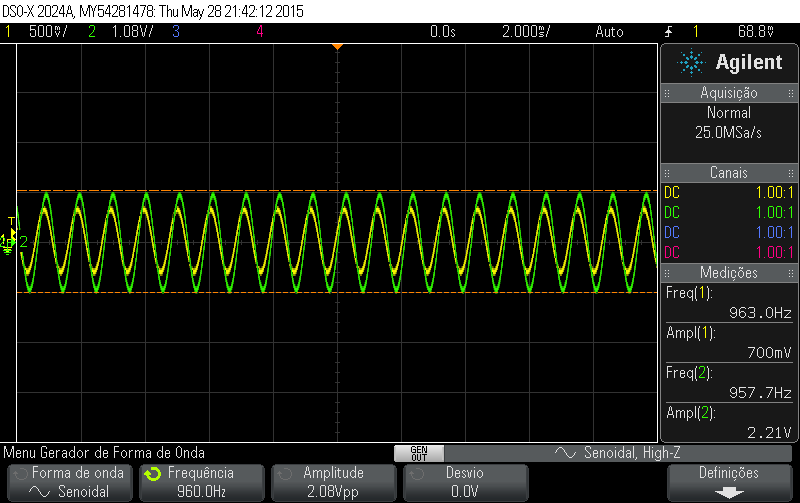 DSO-X 2024A, MY54281478: Thu May 28 21:42:12 2015
1 500mV/ 2 1.08V/ 3 4 0.0s 2.000ms/ Auto 1 68.8mV
Agilent
Aquisição
Normal
25.0MSa/s
Canais
DC 1.00:1
DC 1.00:1
DC 1.00:1
DC 1.00:1
Medições
Freq(1):
963.0Hz
Ampl(1):
700mV
Freq(2):
957.7Hz
Ampl(2):
2.21V
T
2
Menu Gerador de Forma de Onda
GEN OUT
Senoidal, High-Z
Forma de onda
Senoidal
Frequência
960.0Hz
Amplitude
2.08Vpp
Desvio
0.0V
Definições